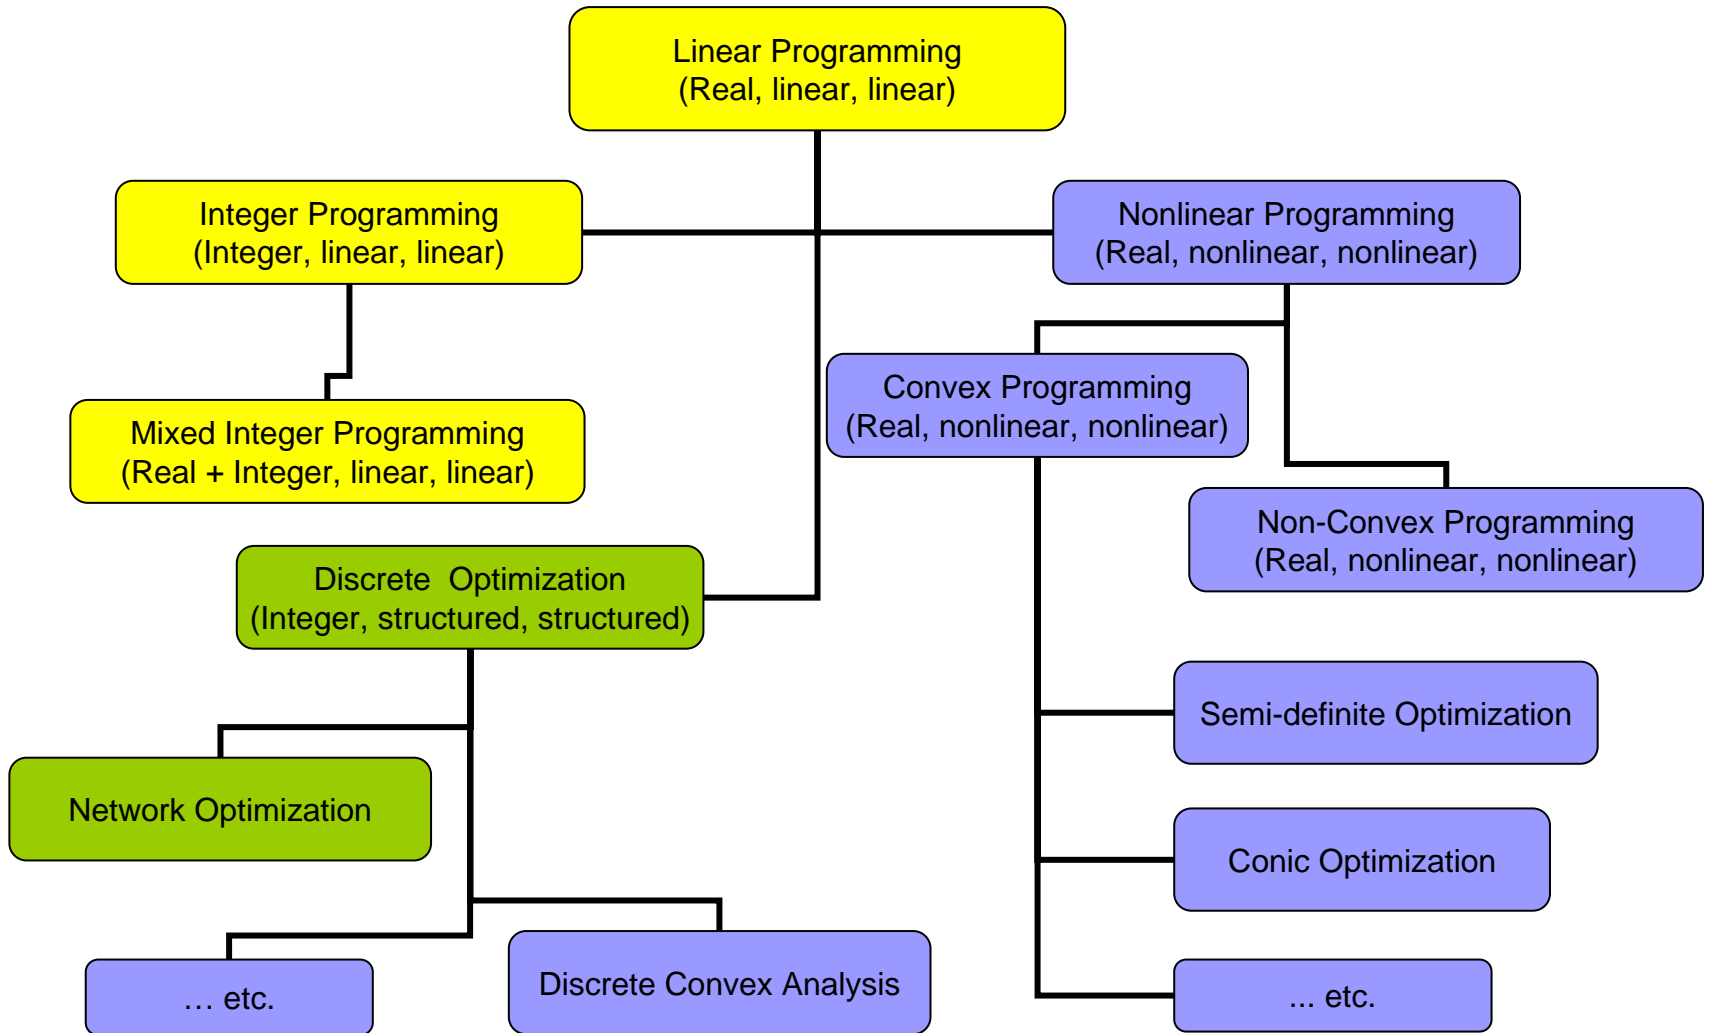 Linear Programming
(Real, linear, linear)
Integer Programming
(Integer, linear, linear)
Nonlinear Programming
(Real, nonlinear, nonlinear)
Convex Programming
(Real, nonlinear, nonlinear)
Mixed Integer Programming
(Real + Integer, linear, linear)
Non-Convex Programming
(Real, nonlinear, nonlinear)
Discrete  Optimization
(Integer, structured, structured)
Semi-definite Optimization
Network Optimization
Conic Optimization
Discrete Convex Analysis
… etc.
... etc.